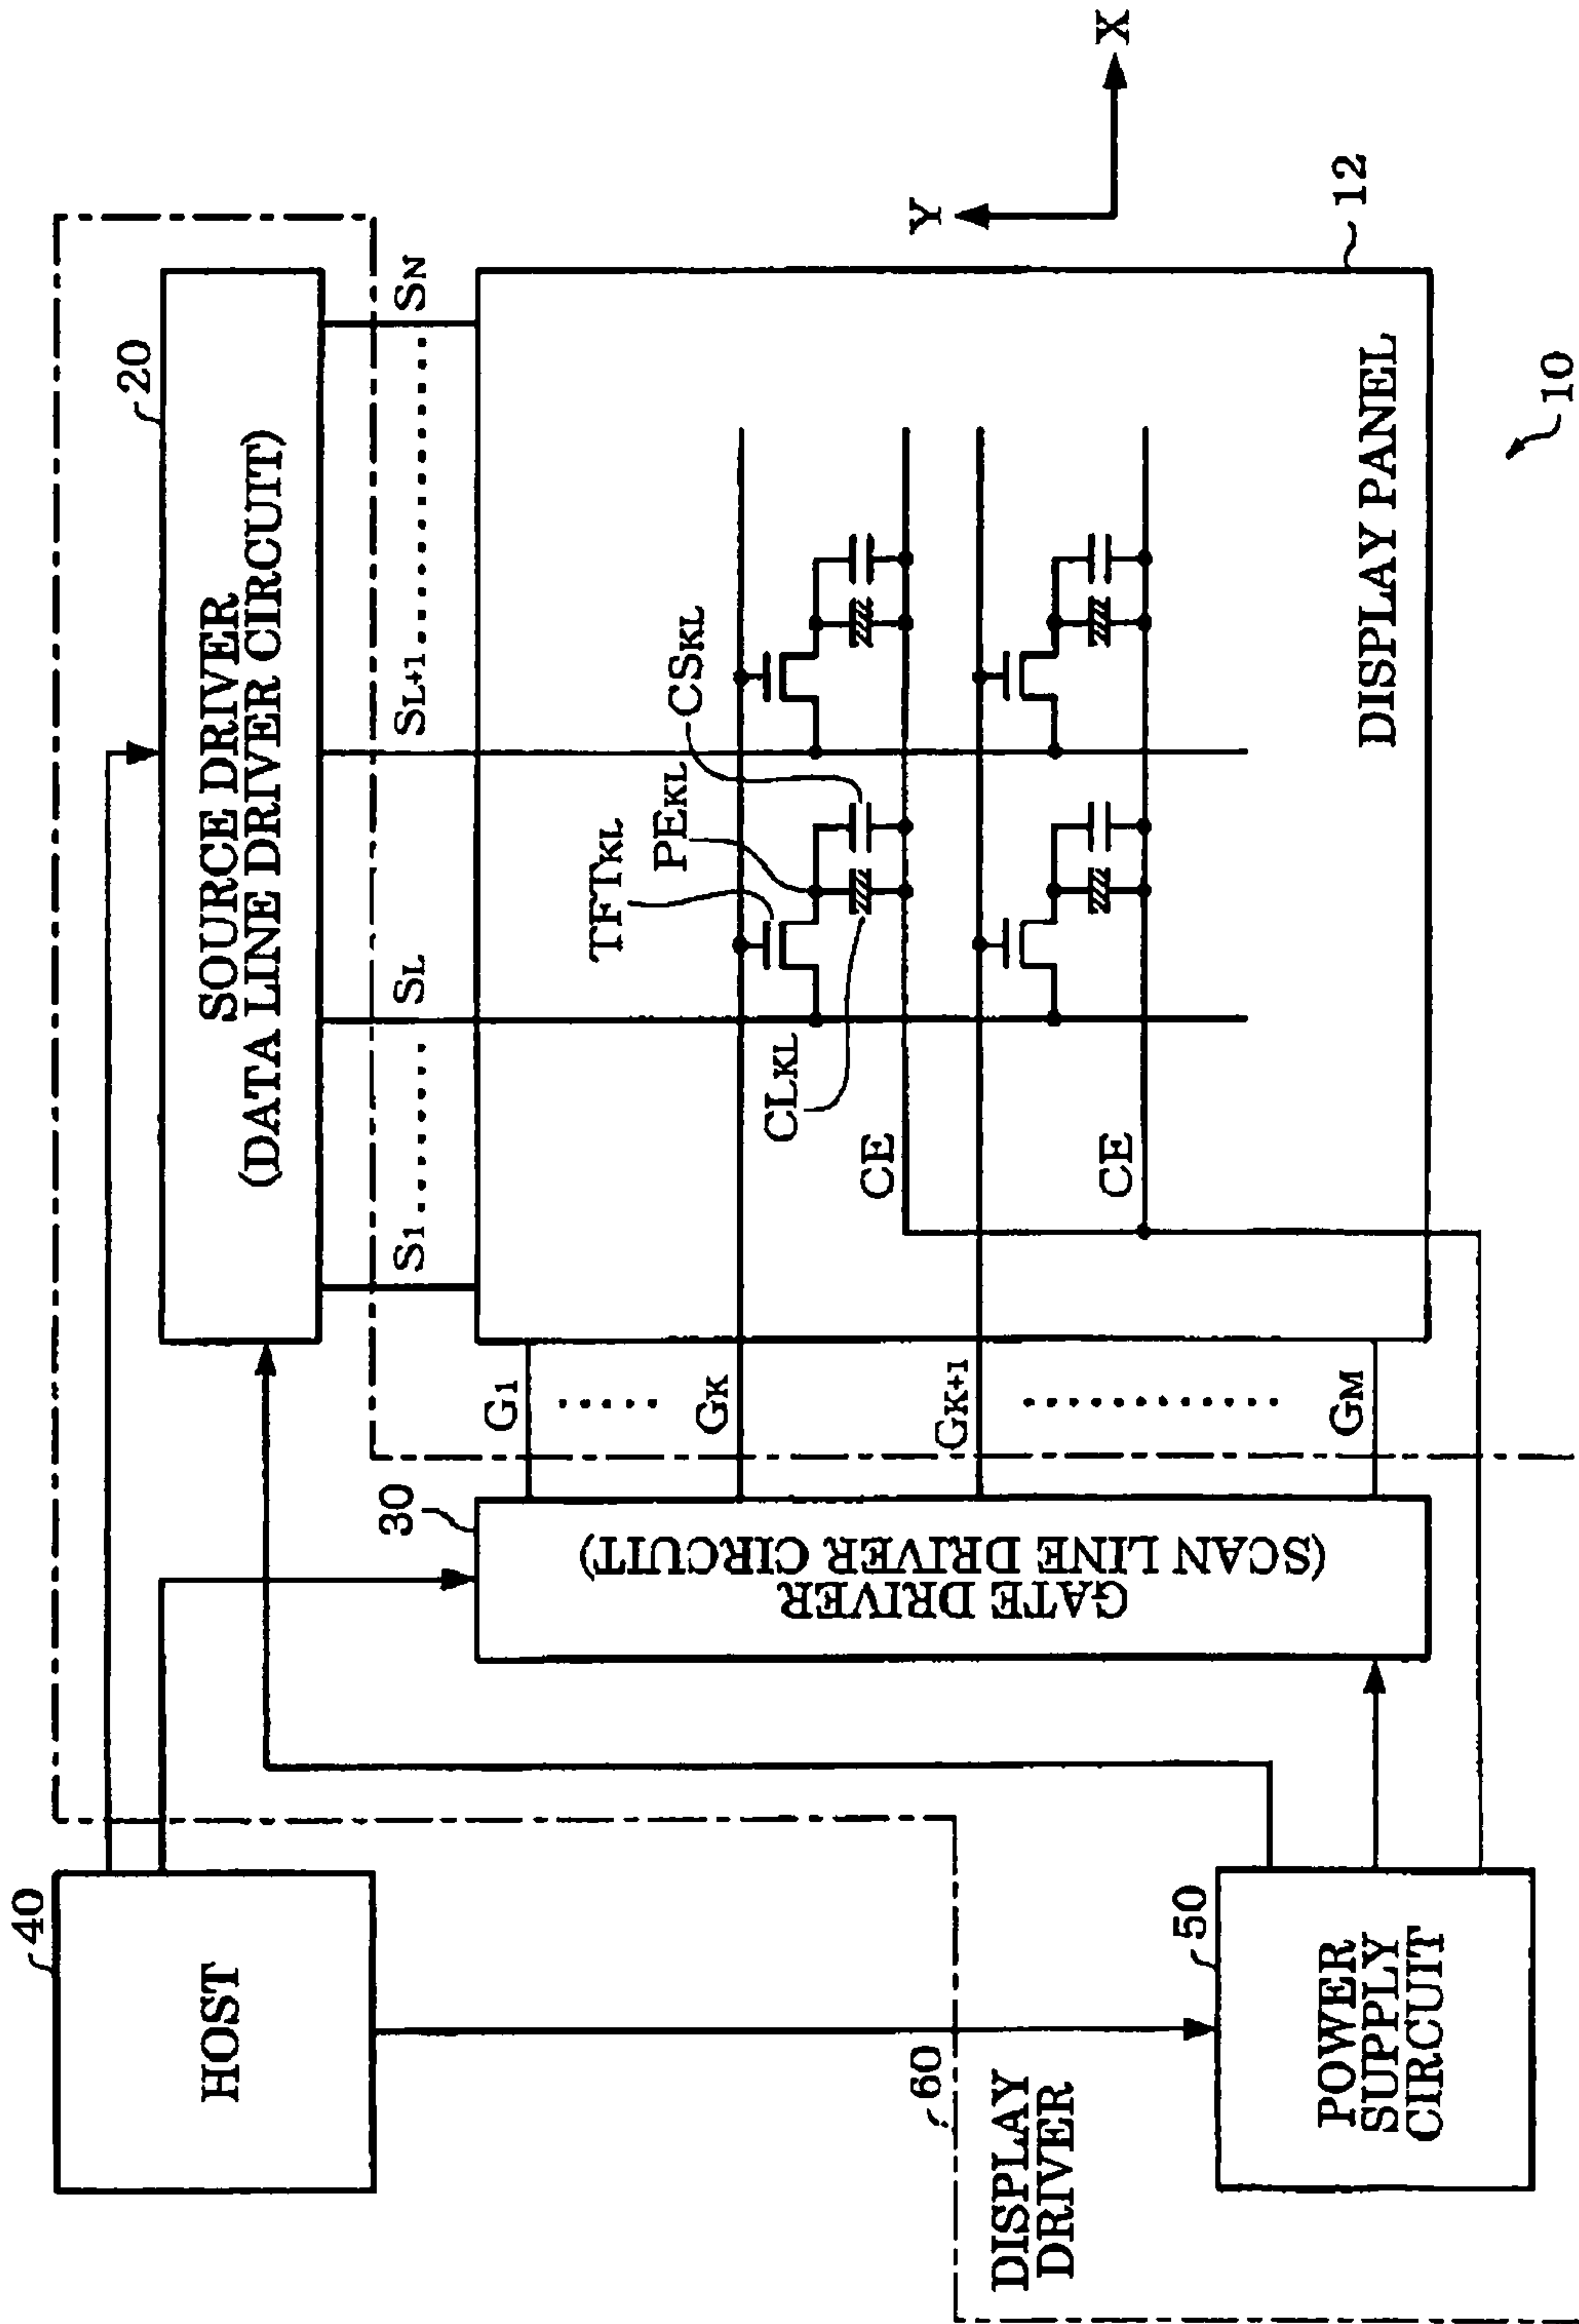 40
HOST
20
SOURCE DRIVER
(DATA LINE DRIVER CIRCUIT)
S1
SL
SL+1
SN
30
GATE DRIVER
(SCAN LINE DRIVER CIRCUIT)
G1
GK
GK+1
GM
TFTKL
PEKL
CSKL
CLKL
CE
CE
DISPLAY PANEL
12
Y
X
60
DISPLAY
DRIVER
50
POWER
SUPPLY
CIRCUIT
10